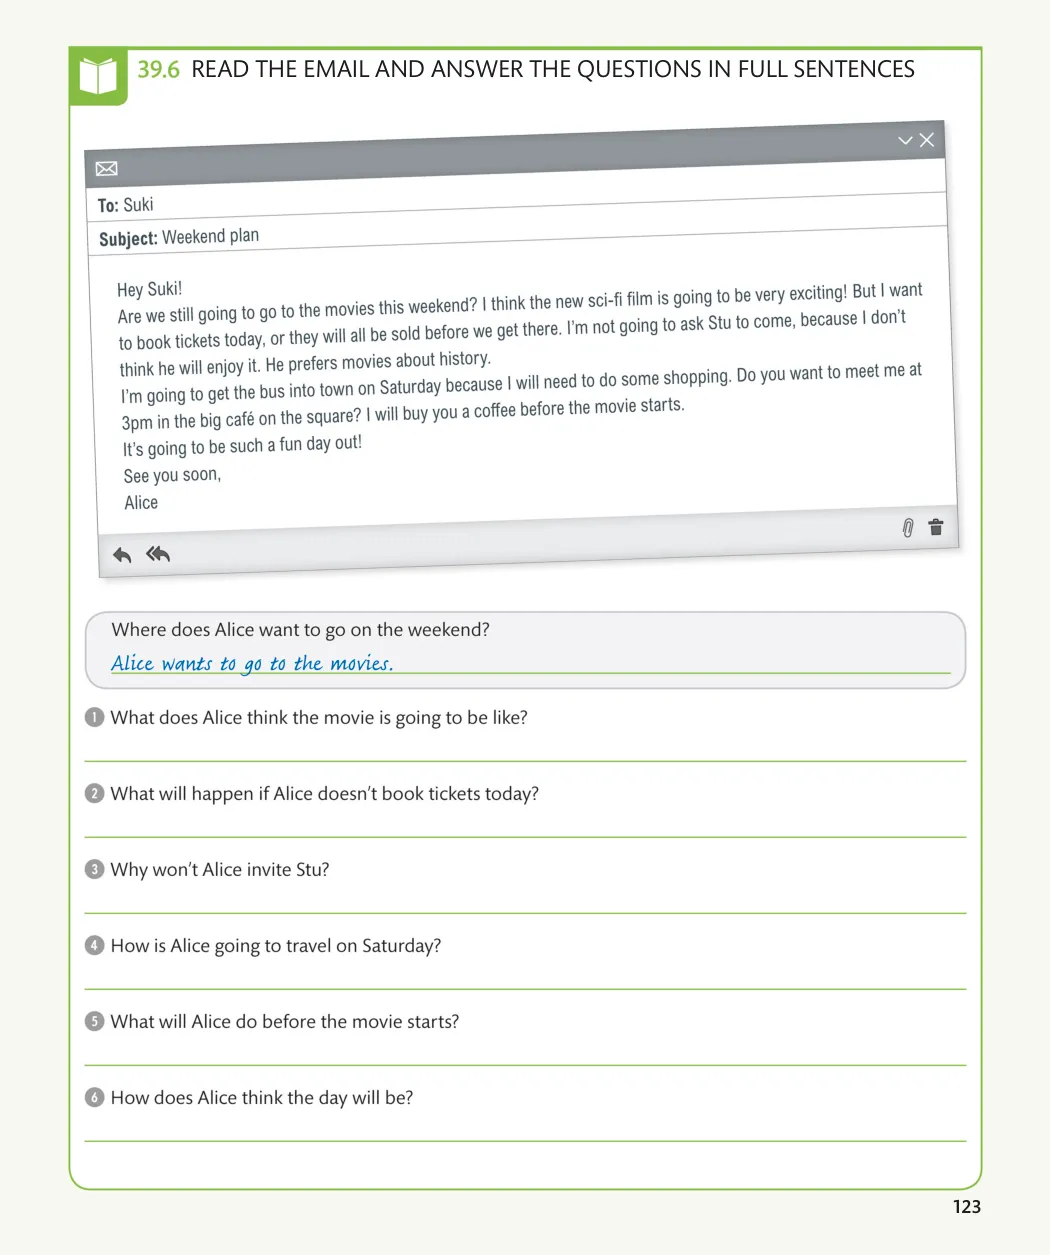 39.6 READ THE EMAIL AND ANSWER THE QUESTIONS IN FULL SENTENCES
To: Suki
Subject: Weekend plan
Hey Suki!
Are we still going to go to the movies this weekend? I think the new sci-fi film is going to be very exciting! But I want
to book tickets today, or they will all be sold before we get there. I’m not going to ask Stu to come, because I don’t
think he will enjoy it. He prefers movies about history.
I’m going to get the bus into town on Saturday because I will need to do some shopping. Do you want to meet me at
3pm in the big café on the square? I will buy you a coffee before the movie starts.
It’s going to be such a fun day out!
See you soon,
Alice
Where does Alice want to go on the weekend?
Alice wants to go to the movies.
1 What does Alice think the movie is going to be like?
2 What will happen if Alice doesn’t book tickets today?
3 Why won’t Alice invite Stu?
4 How is Alice going to travel on Saturday?
5 What will Alice do before the movie starts?
6 How does Alice think the day will be?
123